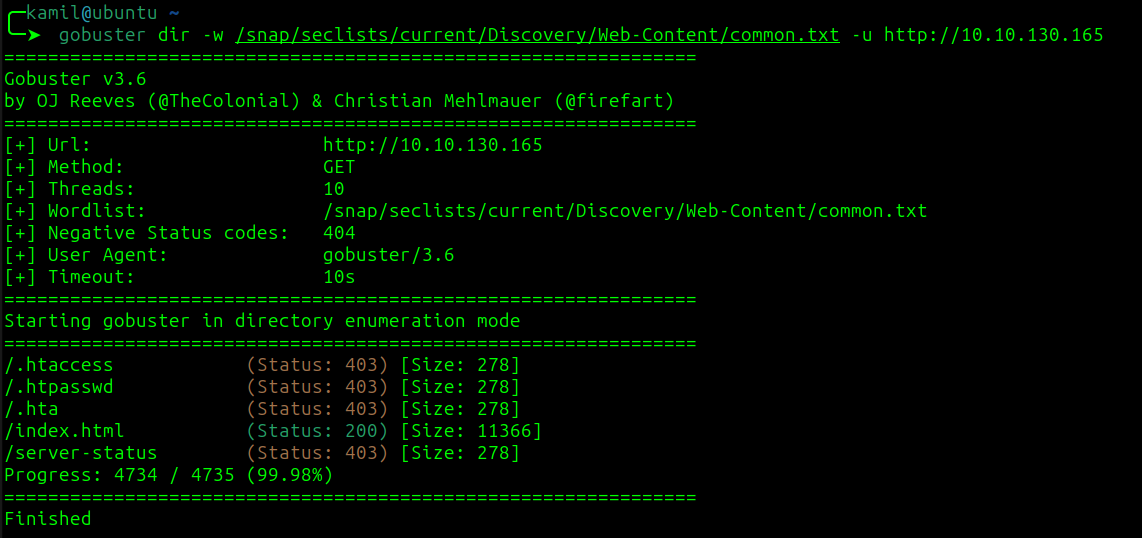 kamil@ubuntu ~
gobuster dir -w /snap/seclists/current/Discovery/Web-Content/common.txt -u http://10.10.130.165
===============================================================
Gobuster v3.6
by OJ Reeves (@TheColonial) & Christian Mehlmauer (@firefart)
===============================================================
[+] Url:                     http://10.10.130.165
[+] Method:                  GET
[+] Threads:                 10
[+] Wordlist:                /snap/seclists/current/Discovery/Web-Content/common.txt
[+] Negative Status codes:   404
[+] User Agent:              gobuster/3.6
[+] Timeout:                 10s
===============================================================
Starting gobuster in directory enumeration mode
===============================================================
/.htaccess            (Status: 403) [Size: 278]
/.htpasswd            (Status: 403) [Size: 278]
/.hta                 (Status: 403) [Size: 278]
/index.html           (Status: 200) [Size: 11366]
/server-status        (Status: 403) [Size: 278]
Progress: 4734 / 4735 (99.98%)
===============================================================
Finished